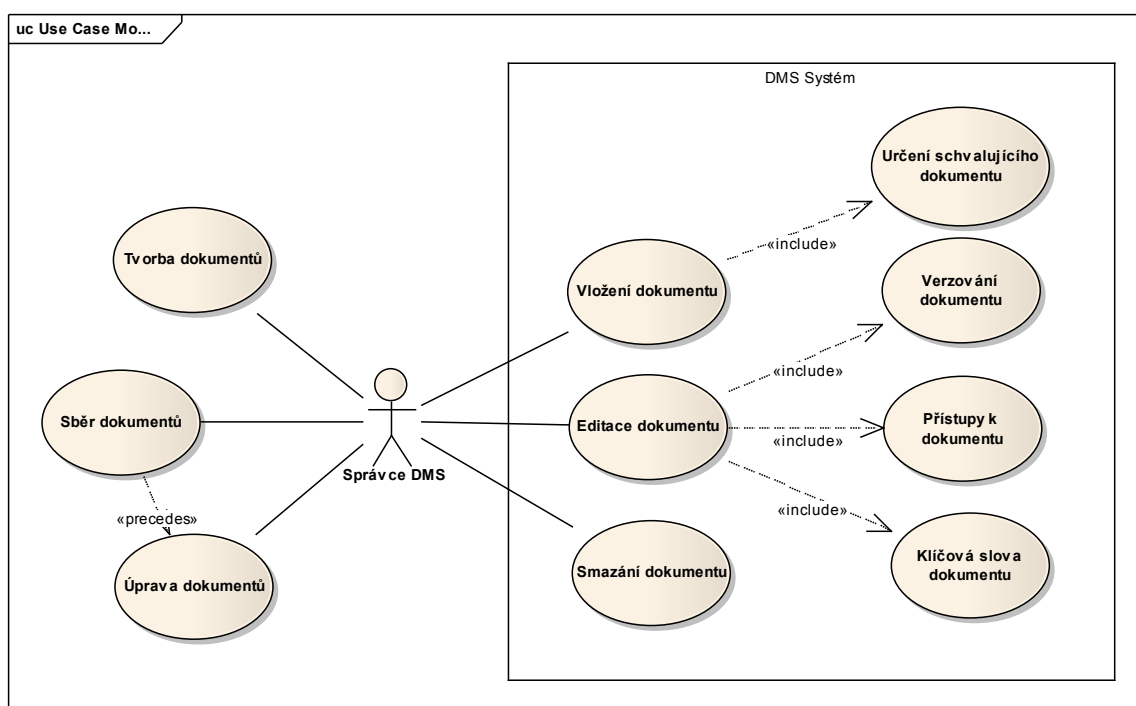 uc Use Case Mo...
DMS Systém
Určení schvalujícího
dokumentu
«include»
Tvorba dokumentů
Vložení dokumentu
Verzování
dokumentu
«include»
Sběr dokumentů
Editace dokumentu
Přístupy k
dokumentu
«include»
Správce DMS
«include»
«precedes»
Úprava dokumentů
Smazání dokumentu
Klíčová slova
dokumentu